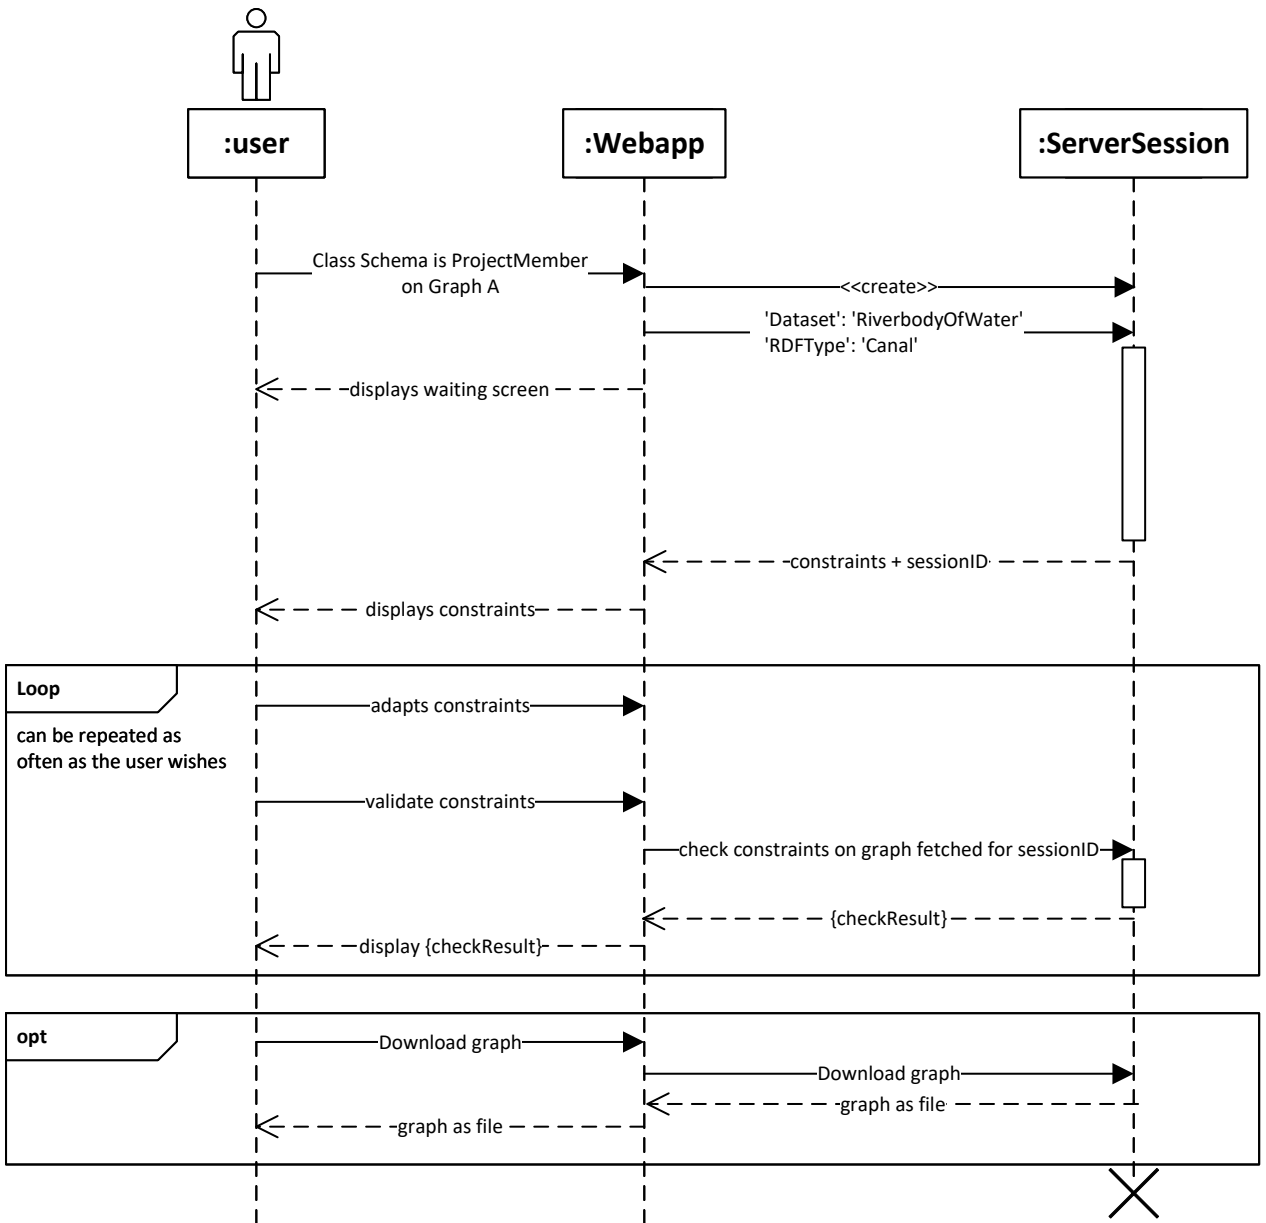 :user
:Webapp
:ServerSession
Class Schema is ProjectMember
on Graph A
<<create>>
'Dataset': 'RiverbodyOfWater'
'RDFType': 'Canal'
displays waiting screen
constraints + sessionID
displays constraints
Loop
can be repeated as
often as the user wishes
adapts constraints
validate constraints
check constraints on graph fetched for sessionID
{checkResult}
display {checkResult}
opt
Download graph
Download graph
graph as file
graph as file